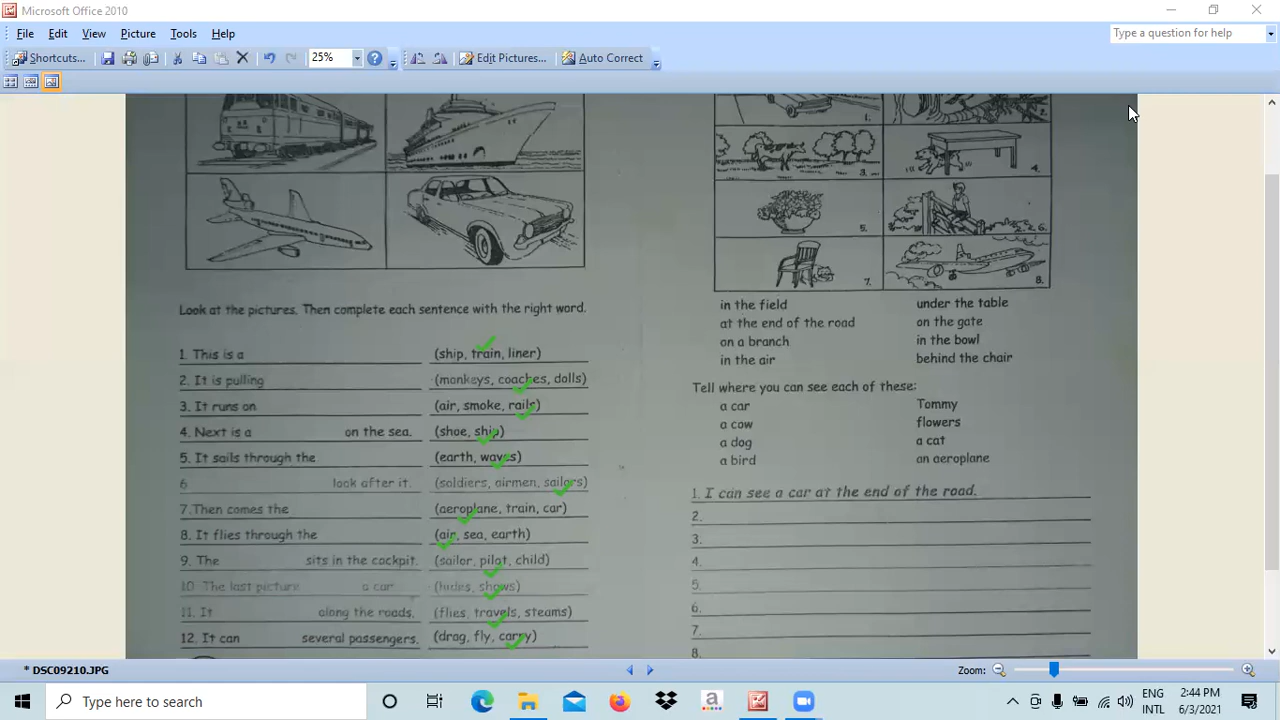 Microsoft Office 2010
File Edit View Picture Tools Help
Type a question for help
Shortcuts... 25% Edit Pictures... Auto Correct
1. 2.
3. 4.
5. 6.
7. 8.
Look at the pictures. Then complete each sentence with the right word.
1. This is a (ship, train, liner)
2. It is pulling (monkeys, coaches, dolls)
3. It runs on (air, smoke, rails)
4. Next is a on the sea. (shoe, ship)
5. It sails through the (earth, waves)
6 look after it. (soldiers, airmen, sailors)
7.Then comes the (aeroplane, train, car)
8. It flies through the (air, sea, earth)
9. The sits in the cockpit. (sailor, pilot, child)
10 The last picture a car (hides, shows)
11. It along the roads. (flies, travels, steams)
12. It can several passengers. (drag, fly, carry)
in the field under the table
at the end of the road on the gate
on a branch in the bowl
in the air behind the chair
Tell where you can see each of these:
a car Tommy
a cow flowers
a dog a cat
a bird an aeroplane
1. I can see a car at the end of the road.
2.
3.
4.
5.
6.
7.
8.
* DSC09210.JPG Zoom:
Type here to search
ENG 2:44 PM
INTL 6/3/2021